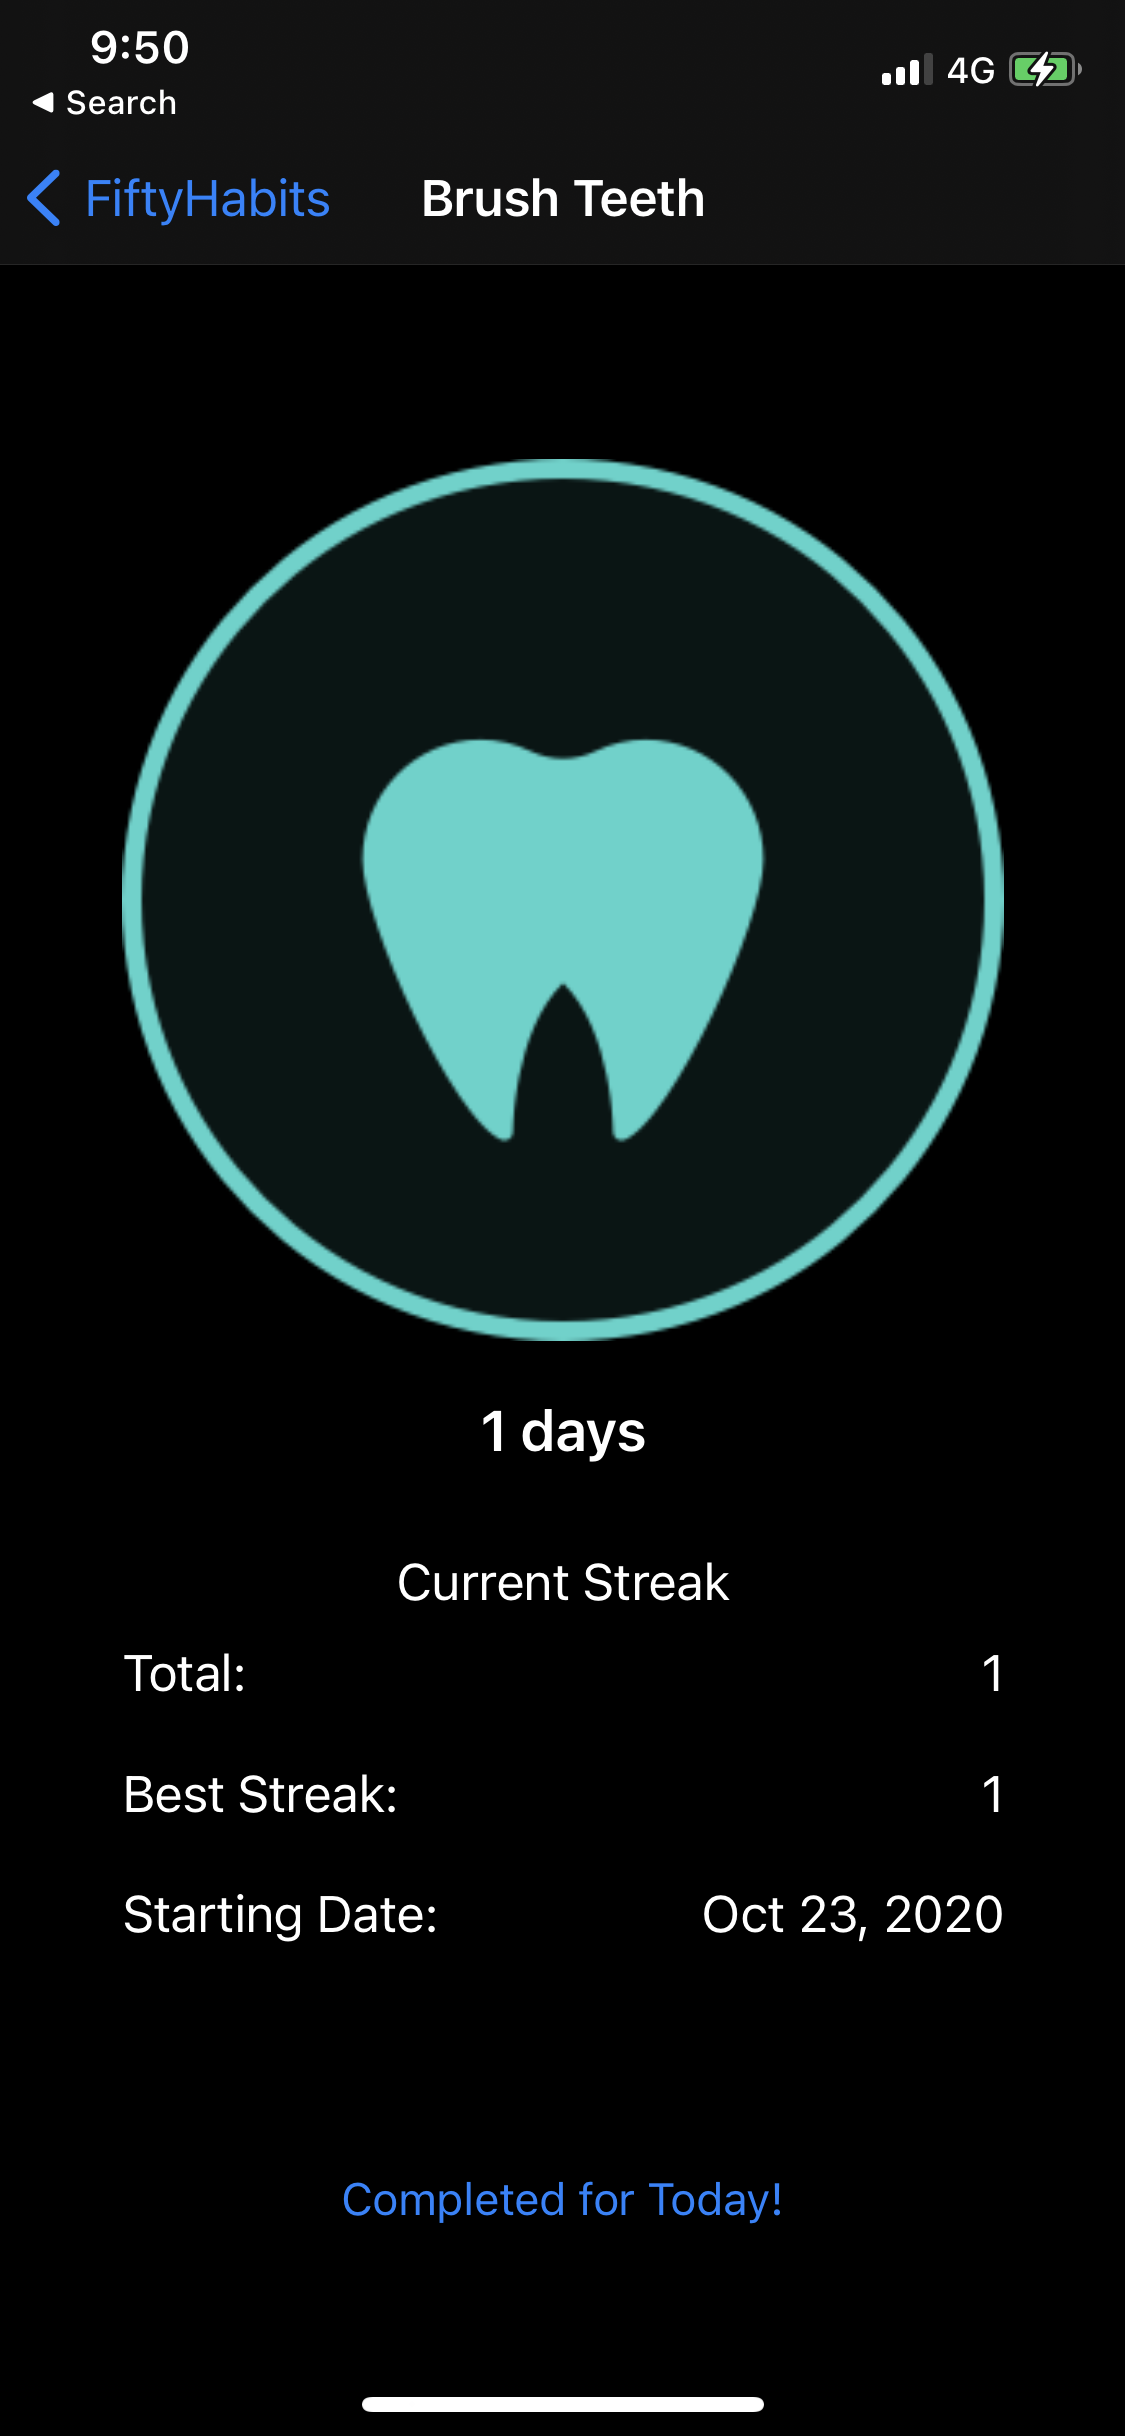 9:50
4G
Search
FiftyHabits
Brush Teeth
1 days
Current Streak
Total: 1
Best Streak: 1
Starting Date: Oct 23, 2020
Completed for Today!